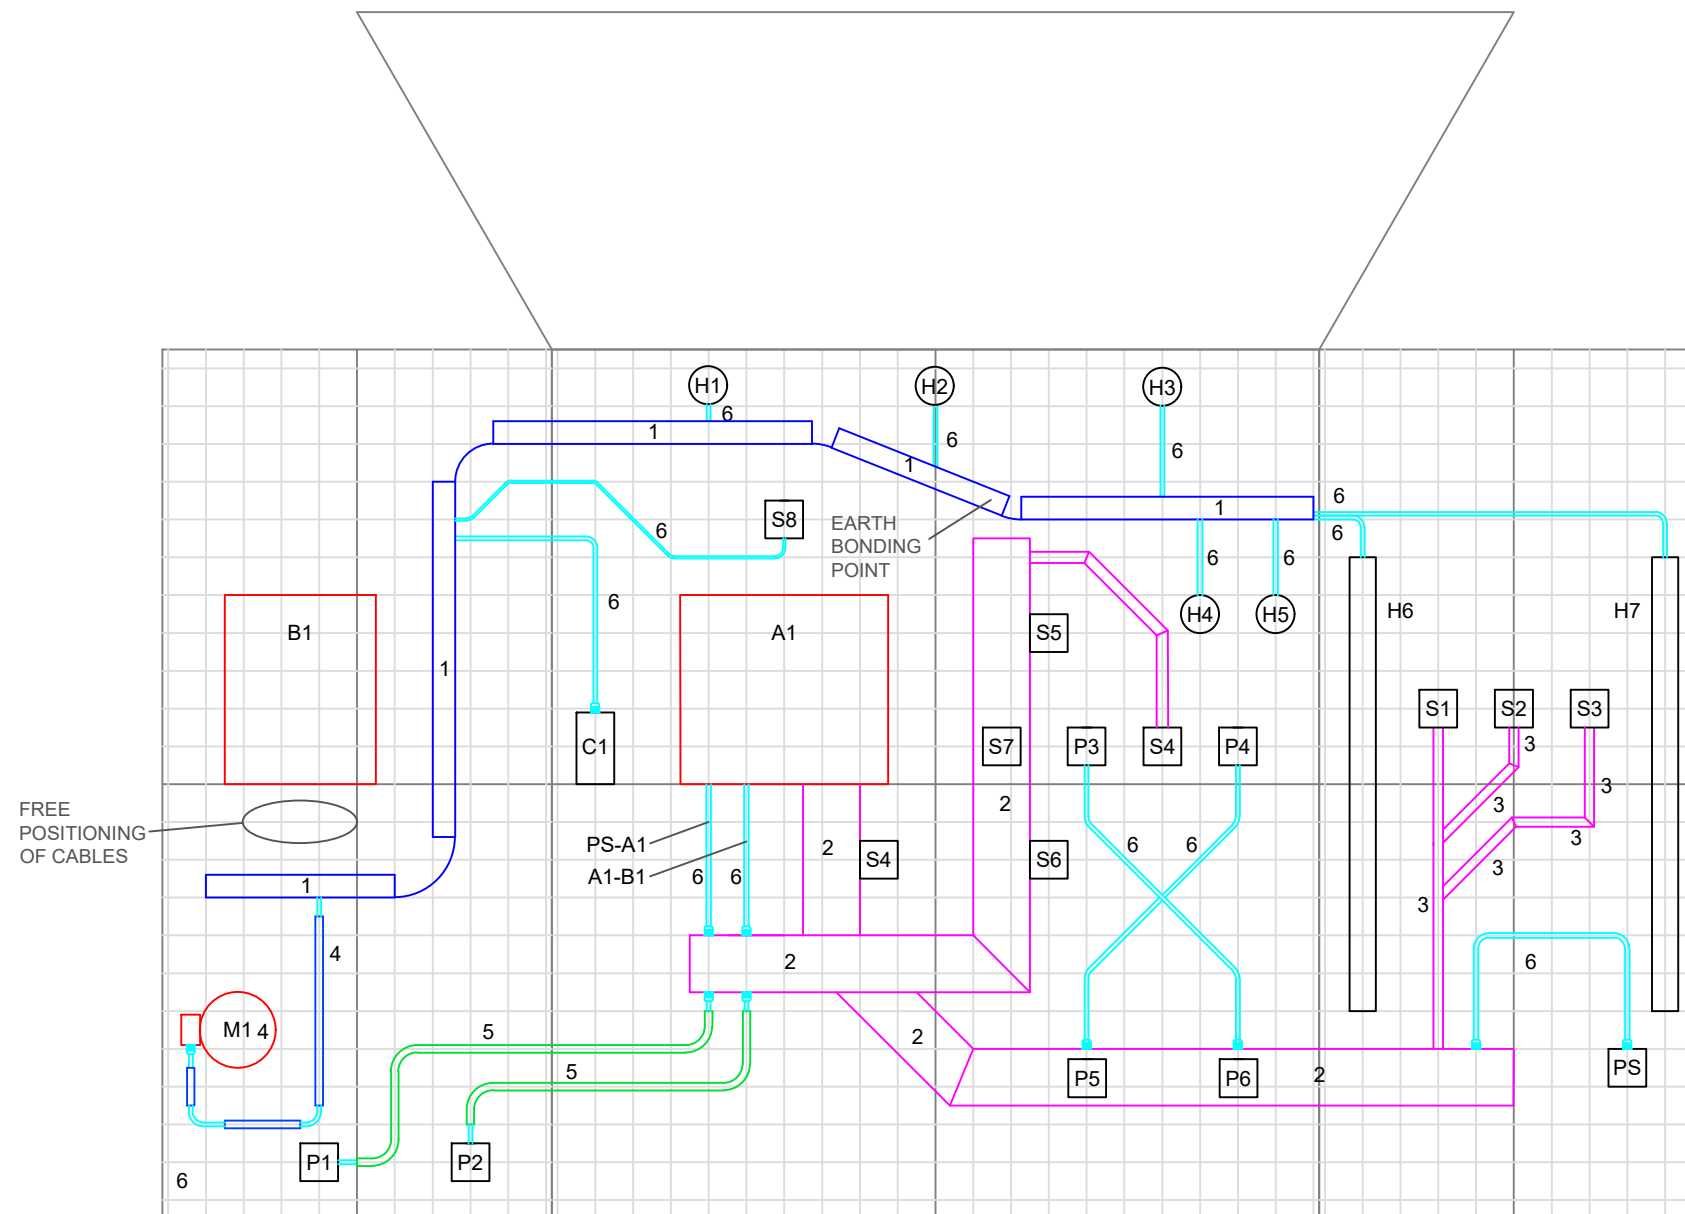 H1
H2
H3
6
1
6
1
6
6
1
6
S8
6
EARTH
BONDING
POINT
6
6
6
H4
H5
H6
H7
B1
A1
S5
1
C1
S7
P3
S4
P4
S1
S2
S3
3
3
3
3
3
3
FREE
POSITIONING
OF CABLES
2
PS-A1
A1-B1
6
6
2
S4
S6
6
6
1
4
2
6
M1
4
5
2
5
P5
P6
2
PS
P1
P2
6